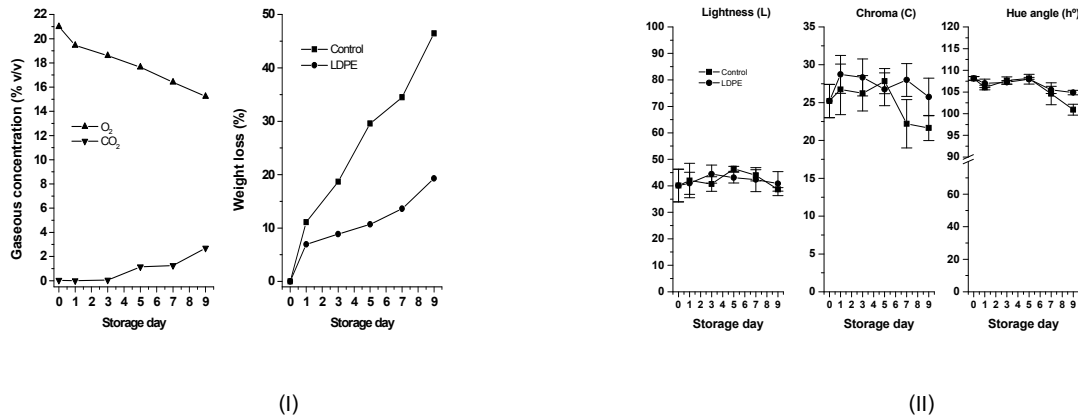 Gaseous concentration (% v/v)
22
20
18
16
14
12
10
8
6
4
2
0
O2
CO2
0 1 2 3 4 5 6 7 8 9
Storage day
Weight loss (%)
50
40
30
20
10
0
Control
LDPE
0 1 2 3 4 5 6 7 8 9
Storage day
(I)
Lightness (L)
100
90
80
70
60
50
40
30
20
10
0
Control
LDPE
0 1 2 3 4 5 6 7 8 9
Storage day
Chroma (C)
35
30
25
20
15
10
5
0
0 1 2 3 4 5 6 7 8 9
Storage day
Hue angle (hº)
120
115
110
105
100
95
90
80
60
40
20
0
0 1 2 3 4 5 6 7 8 9
Storage day
(II)